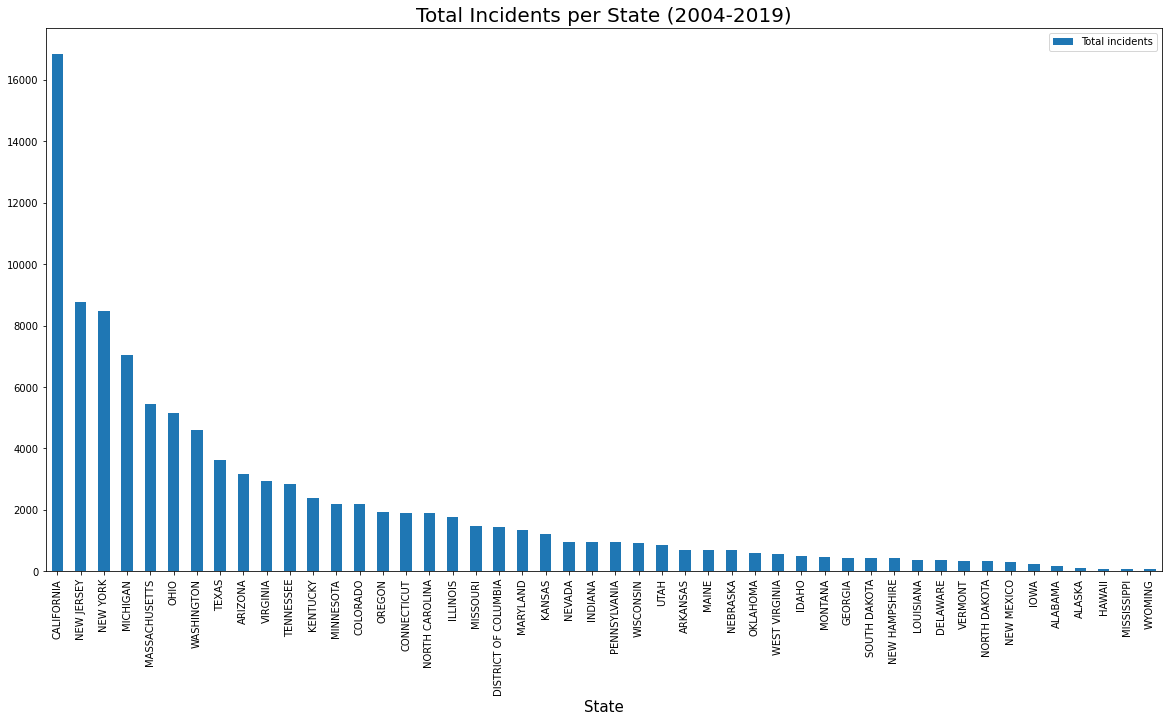 Total Incidents per State (2004-2019)
Total incidents
16000
14000
12000
10000
8000
6000
4000
2000
0
CALIFORNIA
NEW JERSEY
NEW YORK
MICHIGAN
MASSACHUSETTS
OHIO
WASHINGTON
TEXAS
ARIZONA
VIRGINIA
TENNESSEE
KENTUCKY
MINNESOTA
COLORADO
OREGON
CONNECTICUT
NORTH CAROLINA
ILLINOIS
MISSOURI
DISTRICT OF COLUMBIA
MARYLAND
KANSAS
NEVADA
INDIANA
PENNSYLVANIA
WISCONSIN
UTAH
ARKANSAS
MAINE
NEBRASKA
OKLAHOMA
WEST VIRGINIA
IDAHO
MONTANA
GEORGIA
SOUTH DAKOTA
NEW HAMPSHIRE
LOUISIANA
DELAWARE
VERMONT
NORTH DAKOTA
NEW MEXICO
IOWA
ALABAMA
ALASKA
HAWAII
MISSISSIPPI
WYOMING
State